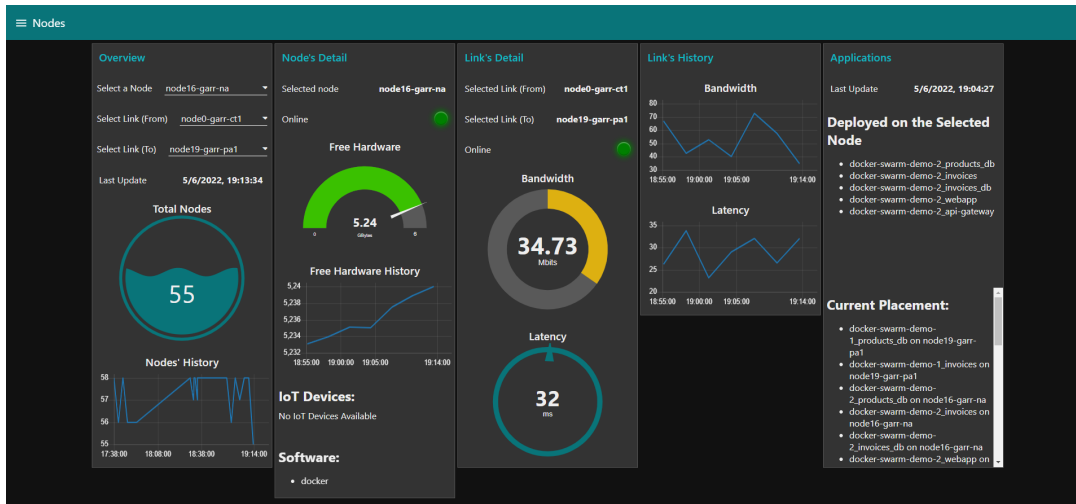 Nodes
Overview
Select a Node node16-garr-na
Select Link (From) node0-garr-ct1
Select Link (To) node19-garr-pa1
Last Update 5/6/2022, 19:13:34
Total Nodes
55
Nodes' History
58
57
56
55
17:38:00 18:08:00 18:38:00 19:14:00
Node's Detail
Selected node node16-garr-na
Online
Free Hardware
5.24
GBytes
0 6
Free Hardware History
5,24
5,238
5,236
5,234
5,232
18:55:00 19:00:00 19:05:00 19:14:00
IoT Devices:
No IoT Devices Available
Software:
docker
Link's Detail
Selected Link (From) node0-garr-ct1
Selected Link (To) node19-garr-pa1
Online
Bandwidth
34.73
Mbits
Latency
32
ms
Link's History
Bandwidth
80
70
60
50
40
30
18:55:00 19:00:00 19:05:00 19:14:00
Latency
35
30
25
20
18:55:00 19:00:00 19:05:00 19:14:00
Applications
Last Update 5/6/2022, 19:04:27
Deployed on the Selected
Node
docker-swarm-demo-2_products_db
docker-swarm-demo-2_invoices
docker-swarm-demo-2_invoices_db
docker-swarm-demo-2_webapp
docker-swarm-demo-2_api-gateway
Current Placement:
docker-swarm-demo-
1_products_db on node19-garr-
pa1
docker-swarm-demo-1_invoices on
node19-garr-pa1
docker-swarm-demo-
2_products_db on node16-garr-na
docker-swarm-demo-2_invoices on
node16-garr-na
docker-swarm-demo-
2_invoices_db on node16-garr-na
docker-swarm-demo-2_webapp on